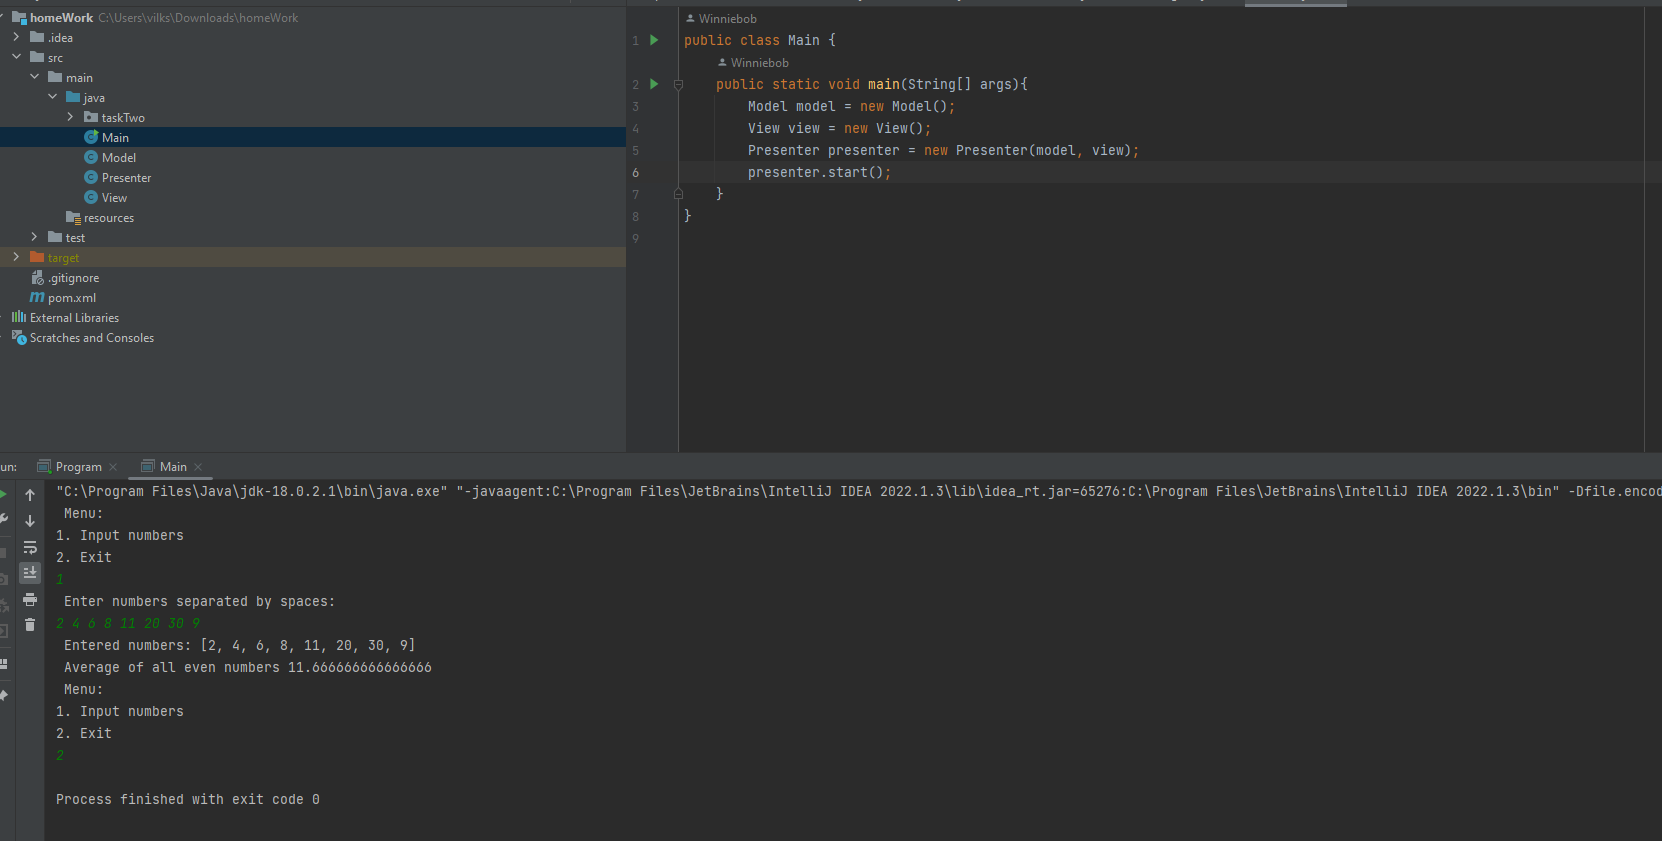 homeWork C:\Users\vilks\Downloads\homeWork
.idea
src
main
java
taskTwo
Main
Model
Presenter
View
resources
test
target
.gitignore
pom.xml
External Libraries
Scratches and Consoles
Winniebob
1 public class Main {
Winniebob
2 public static void main(String[] args){
3 Model model = new Model();
4 View view = new View();
5 Presenter presenter = new Presenter(model, view);
6 presenter.start();
7 }
8 }
9
un: Program Main
"C:\Program Files\Java\jdk-18.0.2.1\bin\java.exe" "-javaagent:C:\Program Files\JetBrains\IntelliJ IDEA 2022.1.3\lib\idea_rt.jar=65276:C:\Program Files\JetBrains\IntelliJ IDEA 2022.1.3\bin" -Dfile.encod
Menu:
1. Input numbers
2. Exit
1
Enter numbers separated by spaces:
2 4 6 8 11 20 30 9
Entered numbers: [2, 4, 6, 8, 11, 20, 30, 9]
Average of all even numbers 11.666666666666666
Menu:
1. Input numbers
2. Exit
2
Process finished with exit code 0